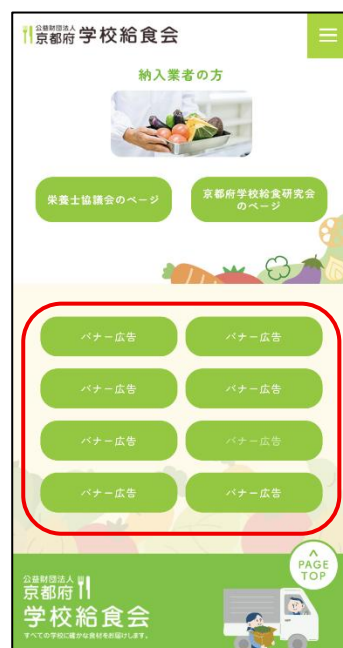 公益財団法人
京都府学校給食会
納入業者の方
栄養士協議会のページ
京都府学校給食研究会
のページ
バナー広告 バナー広告
バナー広告 バナー広告
バナー広告 バナー広告
バナー広告 バナー広告
PAGE
TOP
公益財団法人
京都府
学校給食会
すべての学校に確かな食材をお届けします。